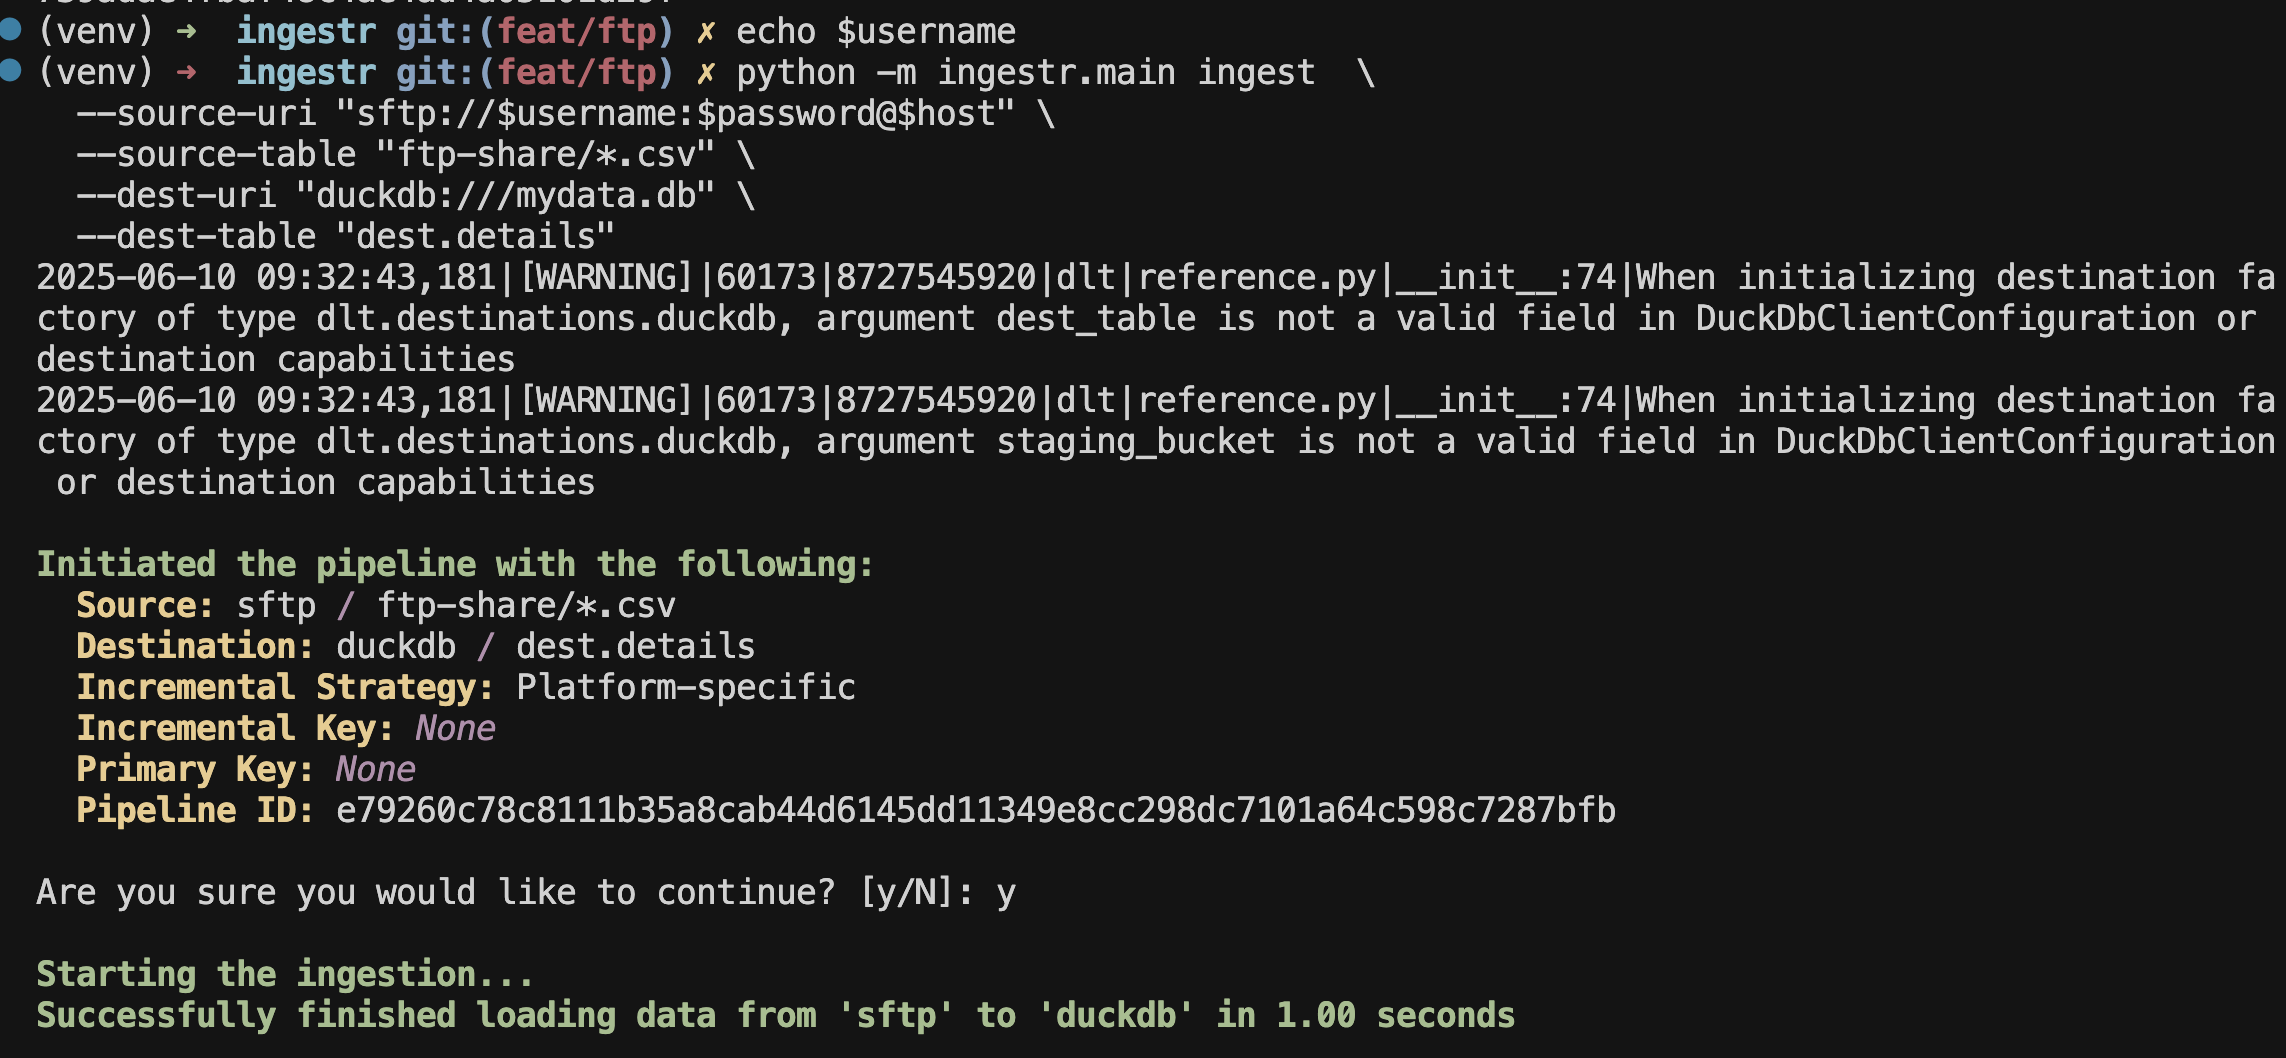 (venv) ➜  ingestr git:(feat/ftp) ✗ echo $username
(venv) ➜  ingestr git:(feat/ftp) ✗ python -m ingestr.main ingest  \
  --source-uri "sftp://$username:$password@$host" \
  --source-table "ftp-share/*.csv" \
  --dest-uri "duckdb:///mydata.db" \
  --dest-table "dest.details"
2025-06-10 09:32:43,181|[WARNING]|60173|8727545920|dlt|reference.py|__init__:74|When initializing destination fa
ctory of type dlt.destinations.duckdb, argument dest_table is not a valid field in DuckDbClientConfiguration or
destination capabilities
2025-06-10 09:32:43,181|[WARNING]|60173|8727545920|dlt|reference.py|__init__:74|When initializing destination fa
ctory of type dlt.destinations.duckdb, argument staging_bucket is not a valid field in DuckDbClientConfiguration
 or destination capabilities

Initiated the pipeline with the following:
  Source: sftp / ftp-share/*.csv
  Destination: duckdb / dest.details
  Incremental Strategy: Platform-specific
  Incremental Key: None
  Primary Key: None
  Pipeline ID: e79260c78c8111b35a8cab44d6145dd11349e8cc298dc7101a64c598c7287bfb

Are you sure you would like to continue? [y/N]: y

Starting the ingestion...
Successfully finished loading data from 'sftp' to 'duckdb' in 1.00 seconds